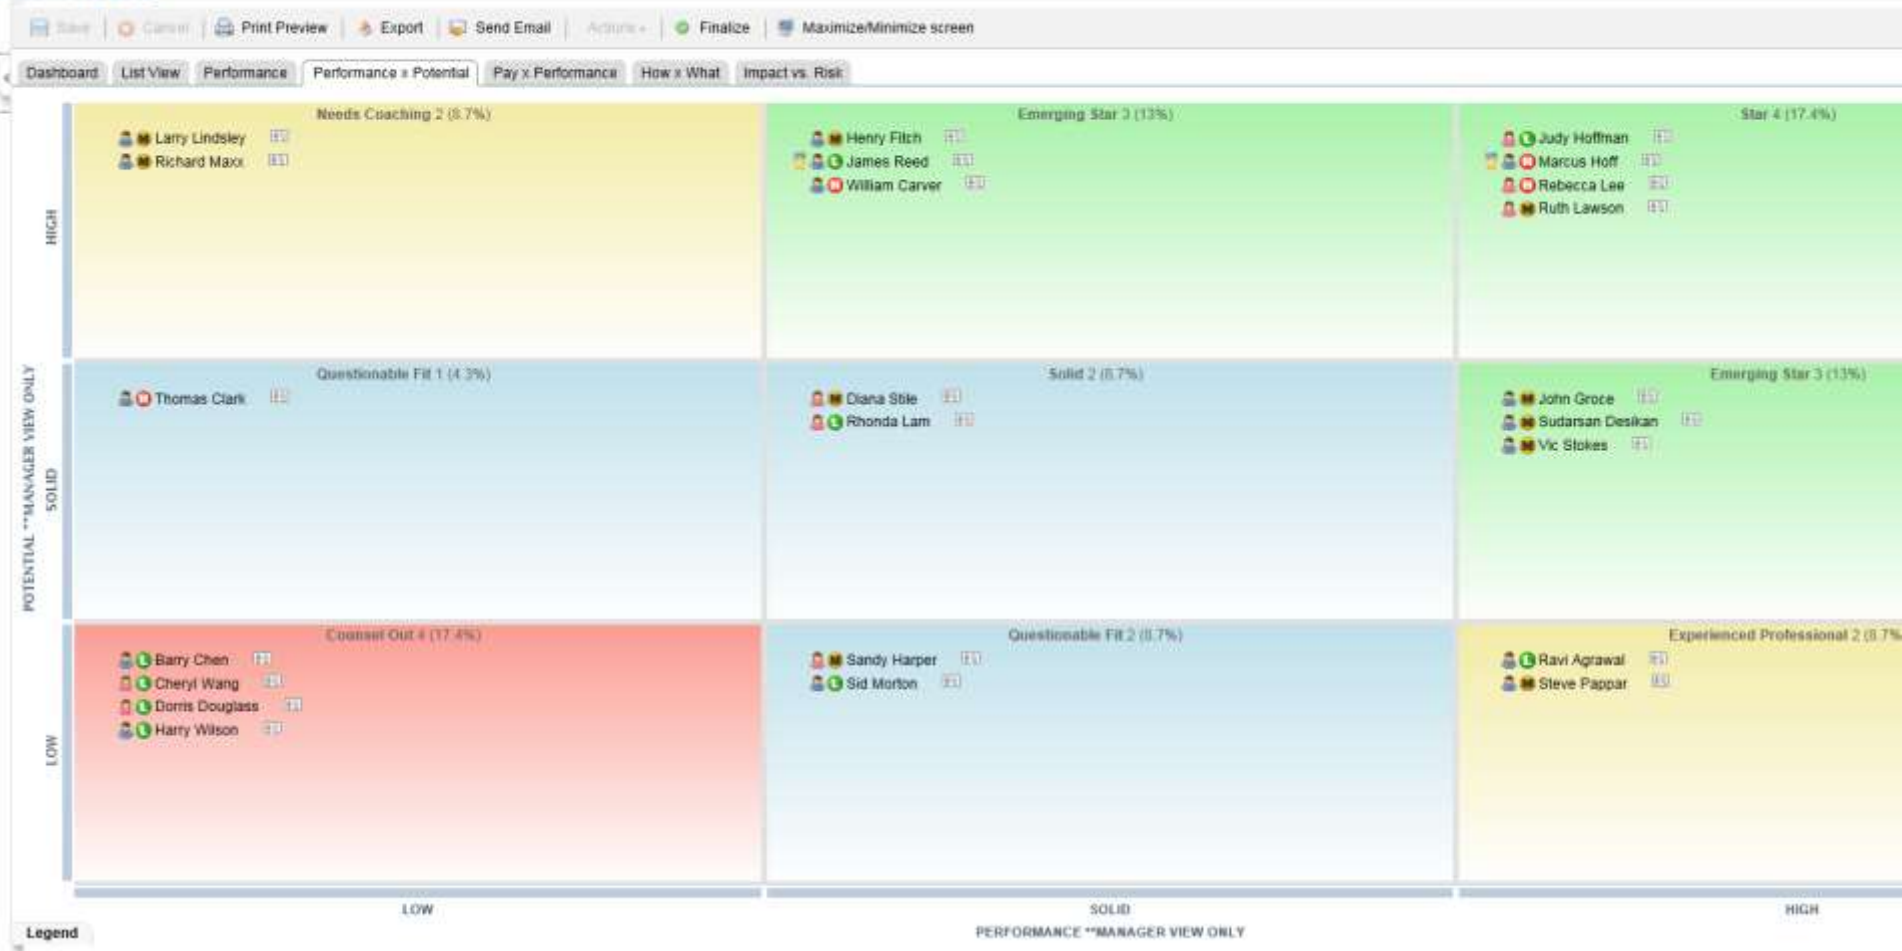 Save Cancel Print Preview Export Send Email Actions Finalize Maximize/Minimize screen
Dashboard List View Performance Performance x Potential Pay x Performance How x What Impact vs. Risk
POTENTIAL **MANAGER VIEW ONLY
HIGH
Needs Coaching 2 (8.7%)
Larry Lindsley
Richard Maxx
Emerging Star 3 (13%)
Henry Fitch
James Reed
William Carver
Star 4 (17.4%)
Judy Hoffman
Marcus Hoff
Rebecca Lee
Ruth Lawson
SOLID
Questionable Fit 1 (4.3%)
Thomas Clark
Solid 2 (8.7%)
Diana Stile
Rhonda Lam
Emerging Star 3 (13%)
John Groce
Sudarsan Desikan
Vic Stokes
LOW
Counsel Out 4 (17.4%)
Barry Chen
Cheryl Wang
Dorris Douglass
Harry Wilson
Questionable Fit 2 (8.7%)
Sandy Harper
Sid Morton
Experienced Professional 2 (8.7%
Ravi Agrawal
Steve Pappar
LOW SOLID HIGH
PERFORMANCE **MANAGER VIEW ONLY
Legend